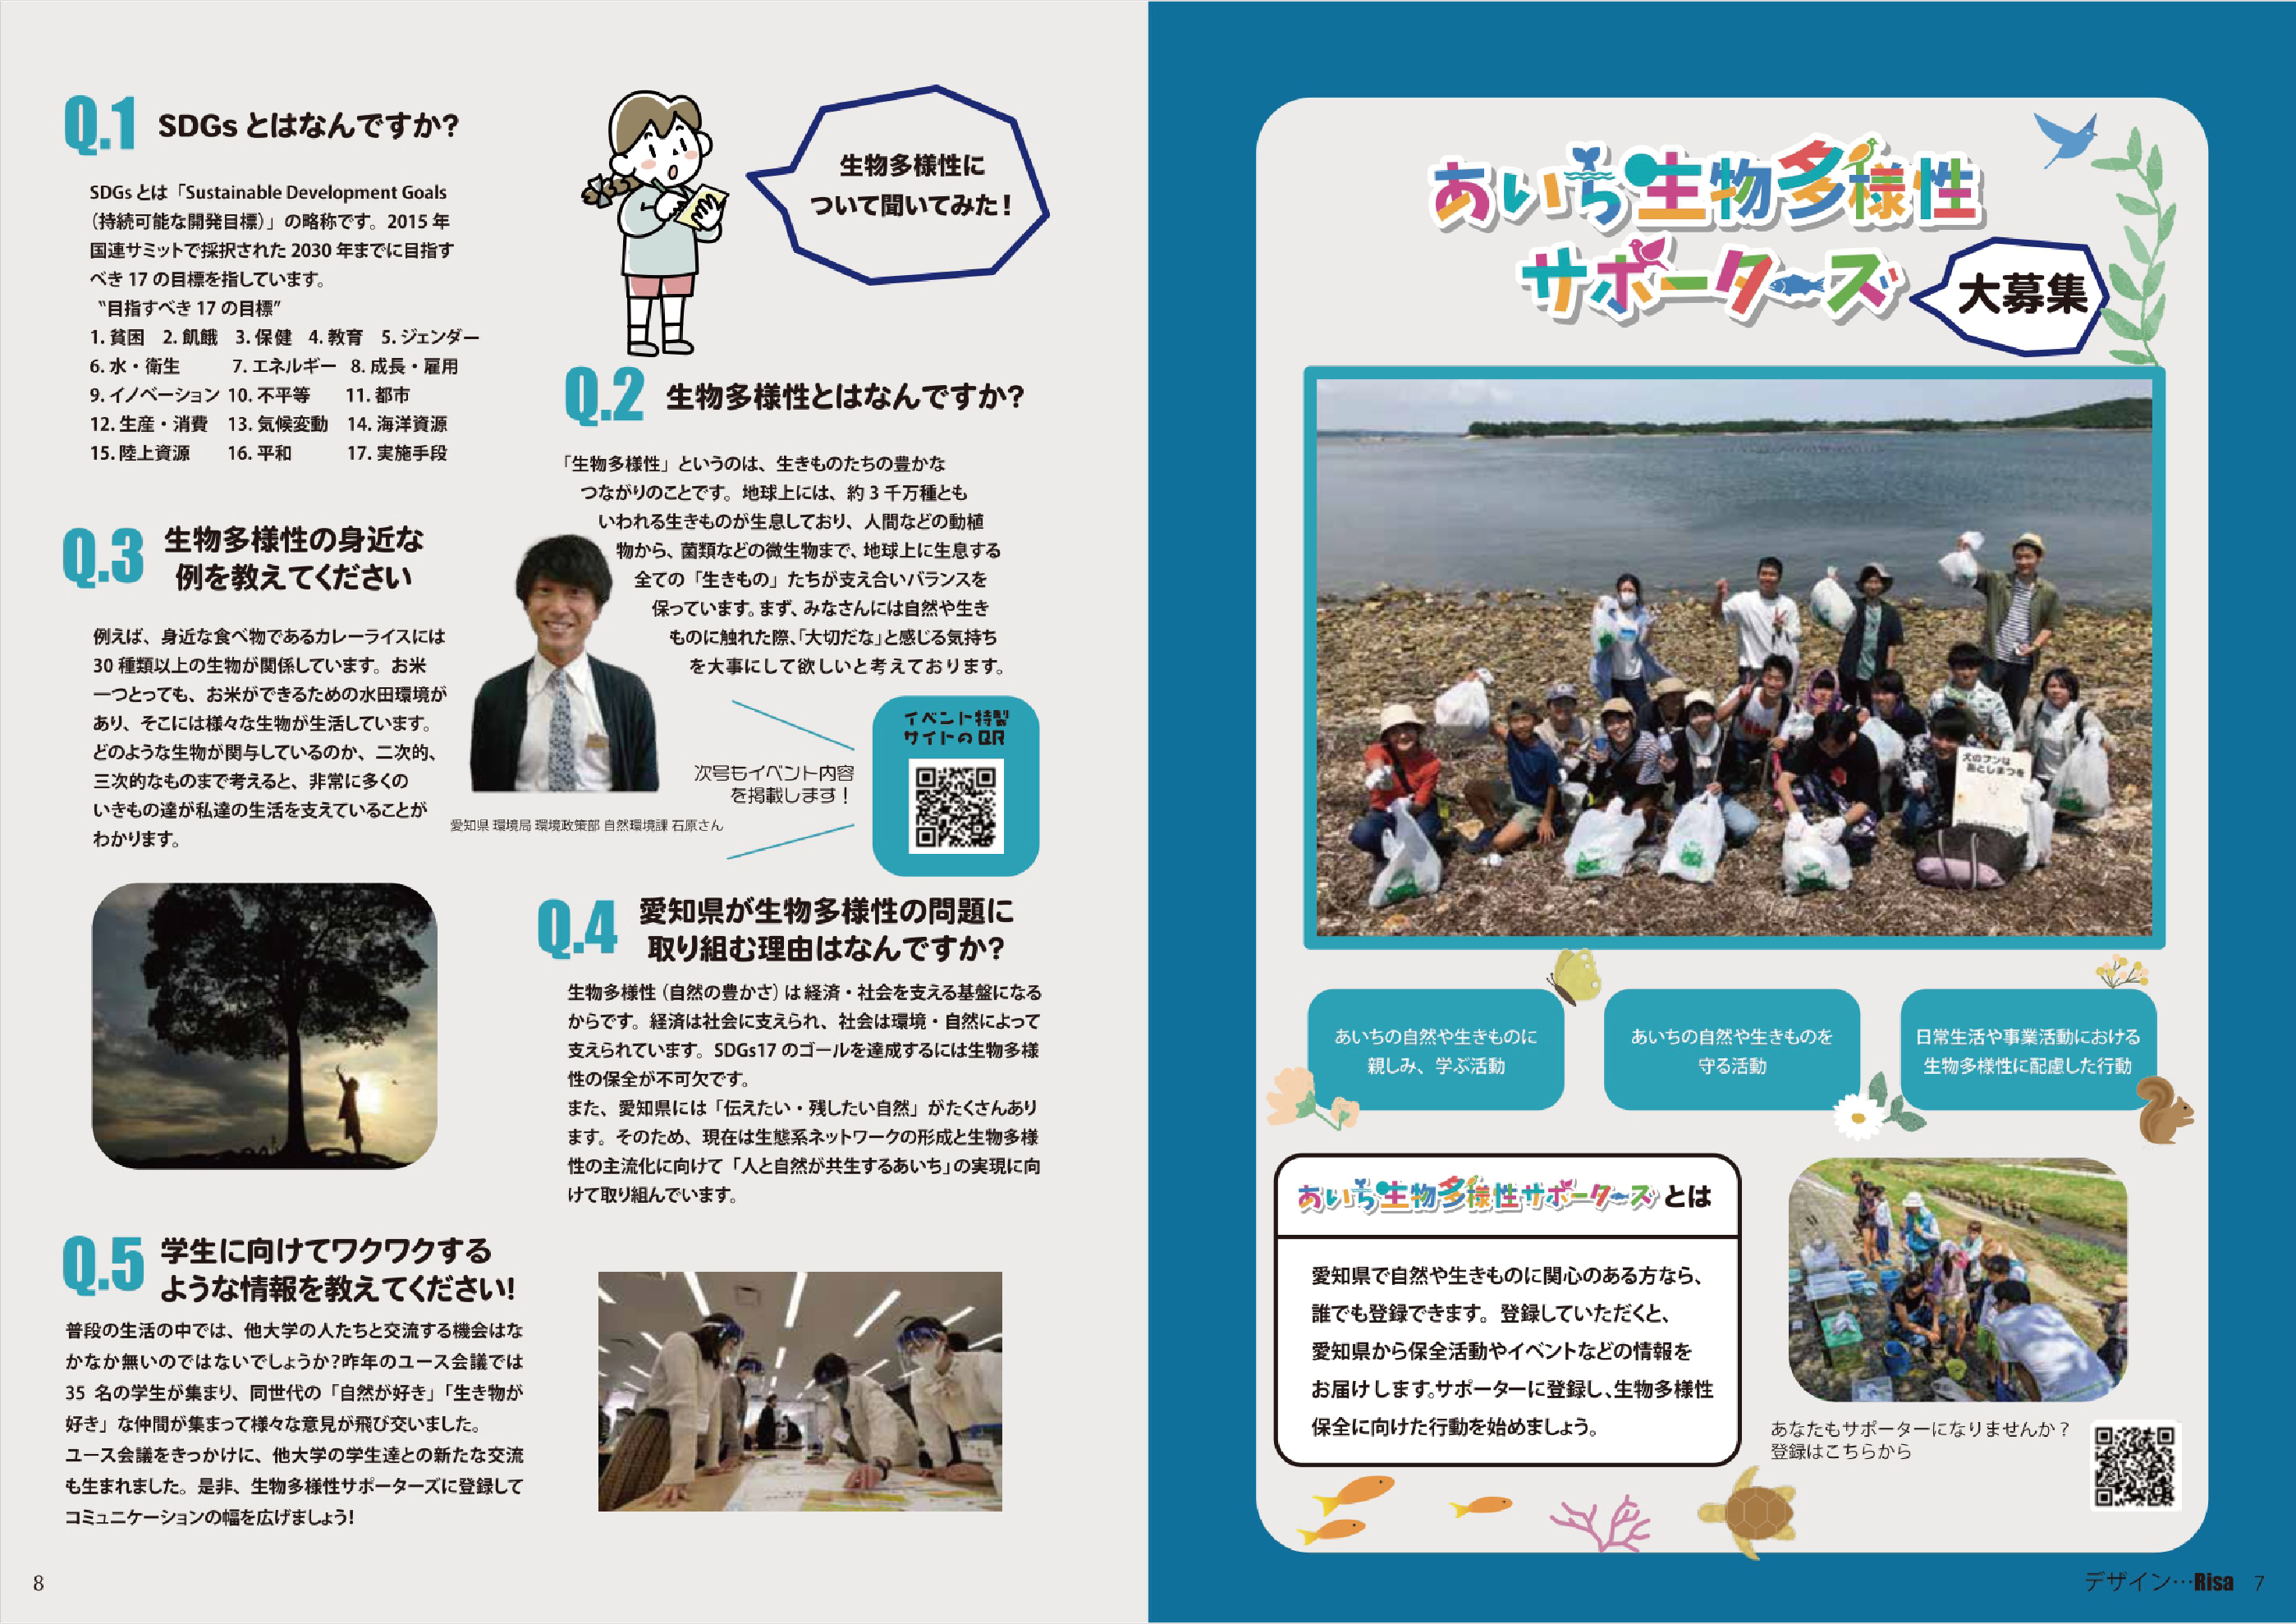 あいち生物多様性
サポーターズ
大募集
犬のフンは
あとしまつを
あいちの自然や生きものに
親しみ、学ぶ活動
あいちの自然や生きものを
守る活動
日常生活や事業活動における
生物多様性に配慮した行動
あいち生物多様性サポーターズとは
愛知県で自然や生きものに関心のある方なら、
誰でも登録できます。登録していただくと、
愛知県から保全活動やイベントなどの情報を
お届けします。サポーターに登録し、生物多様性
保全に向けた行動を始めましょう。
あなたもサポーターになりませんか？
登録はこちらから
デザイン…Risa 7
生物多様性に
ついて聞いてみた!
Q.1 SDGsとはなんですか?
SDGsとは「Sustainable Development Goals
（持続可能な開発目標）」の略称です。2015年
国連サミットで採択された2030年までに目指す
べき17の目標を指しています。
〝目指すべき17の目標”
1. 貧困 2. 飢餓 3. 保健 4. 教育 5. ジェンダー
6. 水・衛生 7. エネルギー 8. 成長・雇用
9. イノベーション 10. 不平等 11. 都市
12. 生産・消費 13. 気候変動 14. 海洋資源
15. 陸上資源 16. 平和 17. 実施手段
Q.2 生物多様性とはなんですか?
「生物多様性」というのは、生きものたちの豊かな
つながりのことです。地球上には、約3千万種とも
いわれる生きものが生息しており、人間などの動植
物から、菌類などの微生物まで、地球上に生息する
全ての「生きもの」たちが支え合いバランスを
保っています。まず、みなさんには自然や生き
ものに触れた際、「大切だな」と感じる気持ち
を大事にして欲しいと考えております。
愛知県 環境局 環境政策部 自然環境課 石原さん
次号もイベント内容
を掲載します！
イベント特製
サイトのQR
Q.3 生物多様性の身近な
例を教えてください
例えば、身近な食べ物であるカレーライスには
30種類以上の生物が関係しています。お米
一つとっても、お米ができるための水田環境が
あり、そこには様々な生物が生活しています。
どのような生物が関与しているのか、二次的、
三次的なものまで考えると、非常に多くの
いきもの達が私達の生活を支えていることが
わかります。
Q.4 愛知県が生物多様性の問題に
取り組む理由はなんですか?
生物多様性（自然の豊かさ）は経済・社会を支える基盤になる
からです。経済は社会に支えられ、社会は環境・自然によって
支えられています。SDGs17のゴールを達成するには生物多様
性の保全が不可欠です。
また、愛知県には「伝えたい・残したい自然」がたくさんあり
ます。そのため、現在は生態系ネットワークの形成と生物多様
性の主流化に向けて「人と自然が共生するあいち」の実現に向
けて取り組んでいます。
Q.5 学生に向けてワクワクする
ような情報を教えてください!
普段の生活の中では、他大学の人たちと交流する機会はな
かなか無いのではないでしょうか?昨年のユース会議では
35名の学生が集まり、同世代の「自然が好き」「生き物が
好き」な仲間が集まって様々な意見が飛び交いました。
ユース会議をきっかけに、他大学の学生達との新たな交流
も生まれました。是非、生物多様性サポーターズに登録して
コミュニケーションの幅を広げましょう!
8